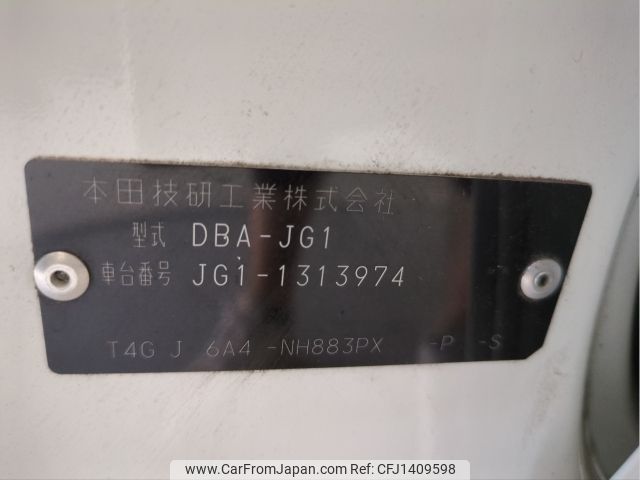 本田技研工業株式会社
型式 DBA-JG1
車台番号 JG1-1313974
T4G J 6A4 -NH883PX -P -S
www.CarFromJapan.com CFJ1409598